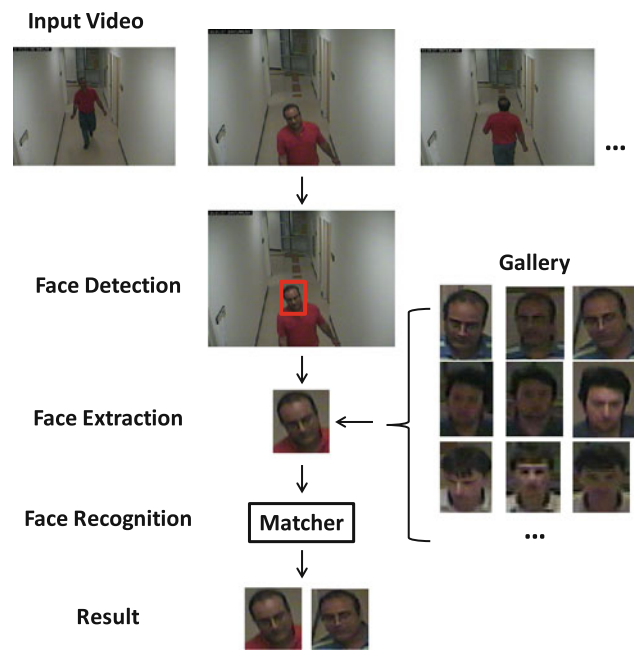 Input Video
...
Face Detection
Gallery
Face Extraction
Face Recognition
Matcher
...
Result